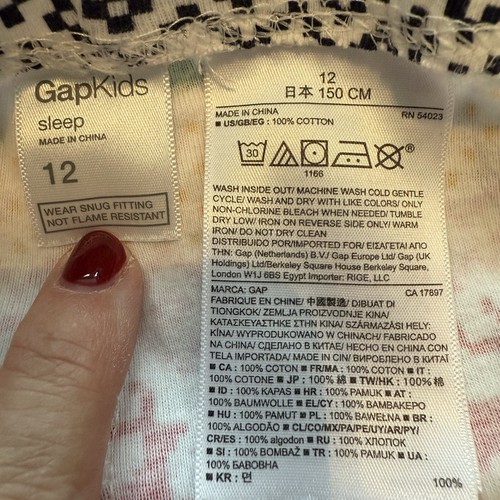 GapKids
sleep
MADE IN CHINA
12
WEAR SNUG FITTING
NOT FLAME RESISTANT
12
日本 150 CM
MADE IN CHINA RN 54023
■ US/GB/EG : 100% COTTON
30
1166
WASH INSIDE OUT/ MACHINE WASH COLD GENTLE
CYCLE/ WASH AND DRY WITH LIKE COLORS/ ONLY
NON-CHLORINE BLEACH WHEN NEEDED/ TUMBLE
DRY LOW/ IRON ON REVERSE SIDE ONLY/ WARM
IRON/ DO NOT DRY CLEAN
DISTRIBUIDO POR/IMPORTED FOR/ ΕΙΣΑΓΕΤΑΙ ΑΠΟ
ΤΗΝ: Gap (Netherlands) B.V./ Gap Europe Ltd/ Gap (UK
Holdings) Ltd/Berkeley Square House Berkeley Square,
London W1J 6BS Egypt Importer: RIGE, LLC
MARCA: GAP CA 17897
FABRIQUE EN CHINE/ 中國製造/ DIBUAT DI
TIONGKOK/ ZEMLJA PROIZVODNJE KINA/
ΚΑΤΑΣΚΕΥΑΣΤΗΚΕ ΣΤΗΝ ΚΙΝΑ/ SZÁRMAZÁSI HELY:
KÍNA/ WYPRODUKOWANO W CHINACH/ FABRICADO
NA CHINA/ СДЕЛАНО В КИТАЕ/ HECHO EN CHINA CON
TELA IMPORTADA/ MADE IN CIN/ ВИРОБЛЕНО В КИТАЇ
■ CA : 100% COTON ■ FR/MA : 100% COTON ■ IT :
100% COTONE ■ JP : 100% 綿 ■ TW/HK : 100% 棉
■ ID : 100% KAPAS ■ HR : 100% PAMUK ■ AT :
100% BAUMWOLLE ■ EL/CY : 100% ΒΑΜΒΑΚΕΡΟ
■ HU : 100% PAMUT ■ PL : 100% BAWEŁNA ■ BR :
100% ALGODÃO ■ CL/CO/MX/PA/PE/UY/AR/PY/
CR/ES : 100% algodon ■ RU : 100% ХЛОПОК
■ SI : 100% BOMBAŽ ■ TR : 100% PAMUK ■ UA :
100% БАВОВНА
■ KR : 면 100%